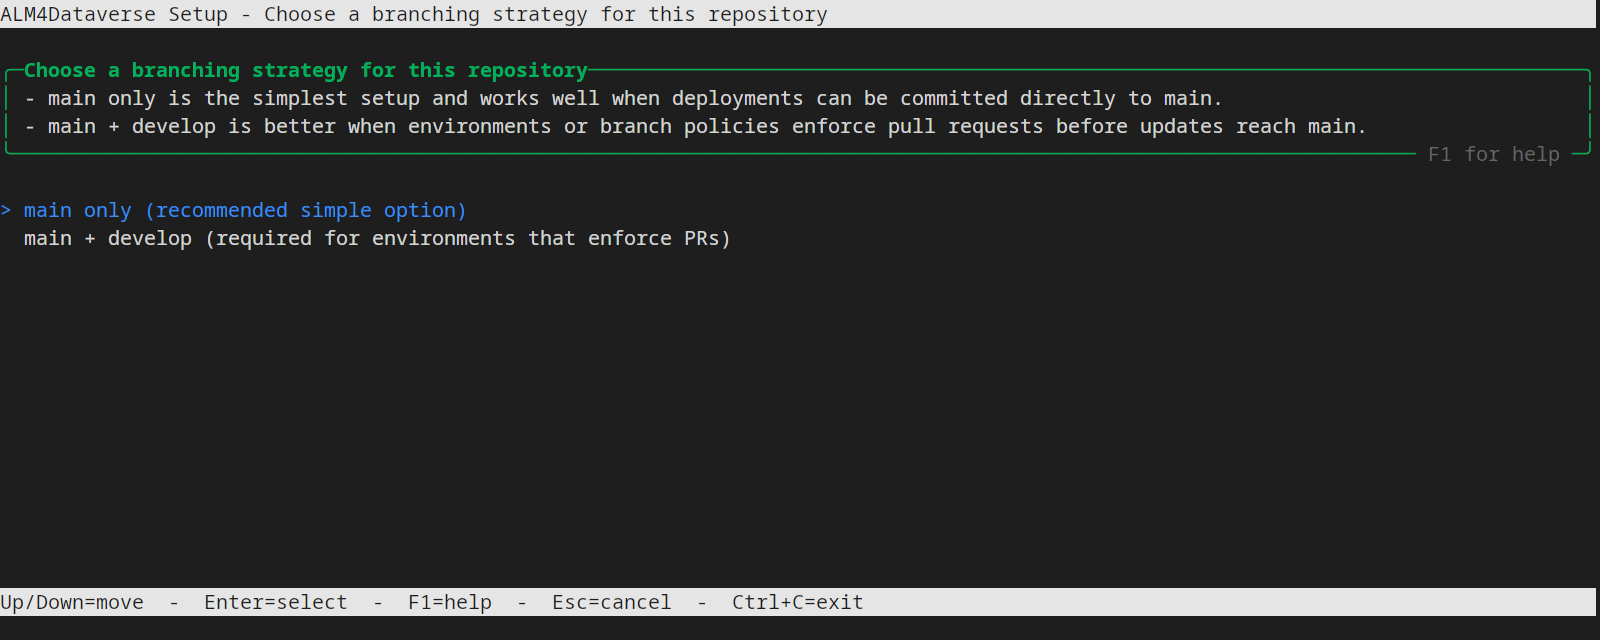 ALM4Dataverse Setup - Choose a branching strategy for this repository
Choose a branching strategy for this repository
- main only is the simplest setup and works well when deployments can be committed directly to main.
- main + develop is better when environments or branch policies enforce pull requests before updates reach main.
F1 for help
> main only (recommended simple option)
main + develop (required for environments that enforce PRs)
Up/Down=move  -  Enter=select  -  F1=help  -  Esc=cancel  -  Ctrl+C=exit